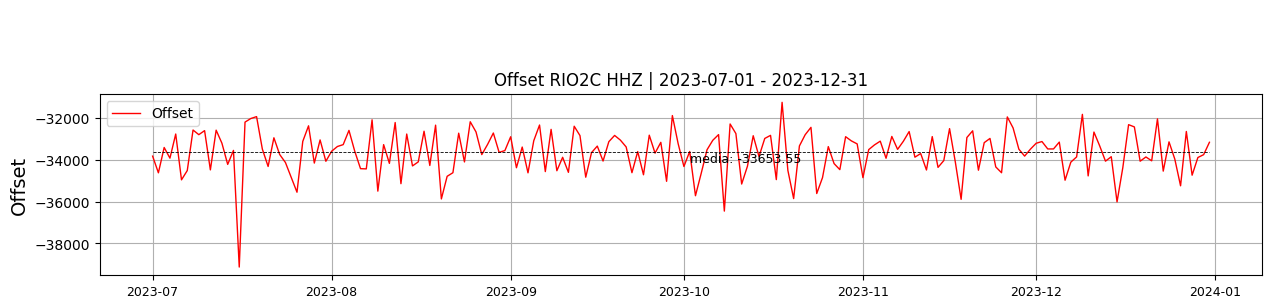 Offset RIO2C HHZ | 2023-07-01 - 2023-12-31
Offset
Offset
−32000
−34000
−36000
−38000
media: -33653.55
2023-07
2023-08
2023-09
2023-10
2023-11
2023-12
2024-01